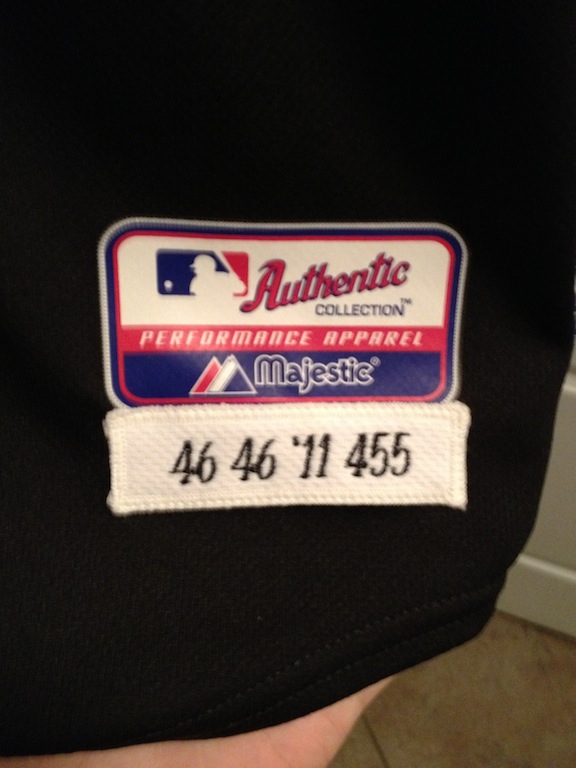 Authentic
COLLECTION™
PERFORMANCE APPAREL
Majestic®
46 46 '11 455